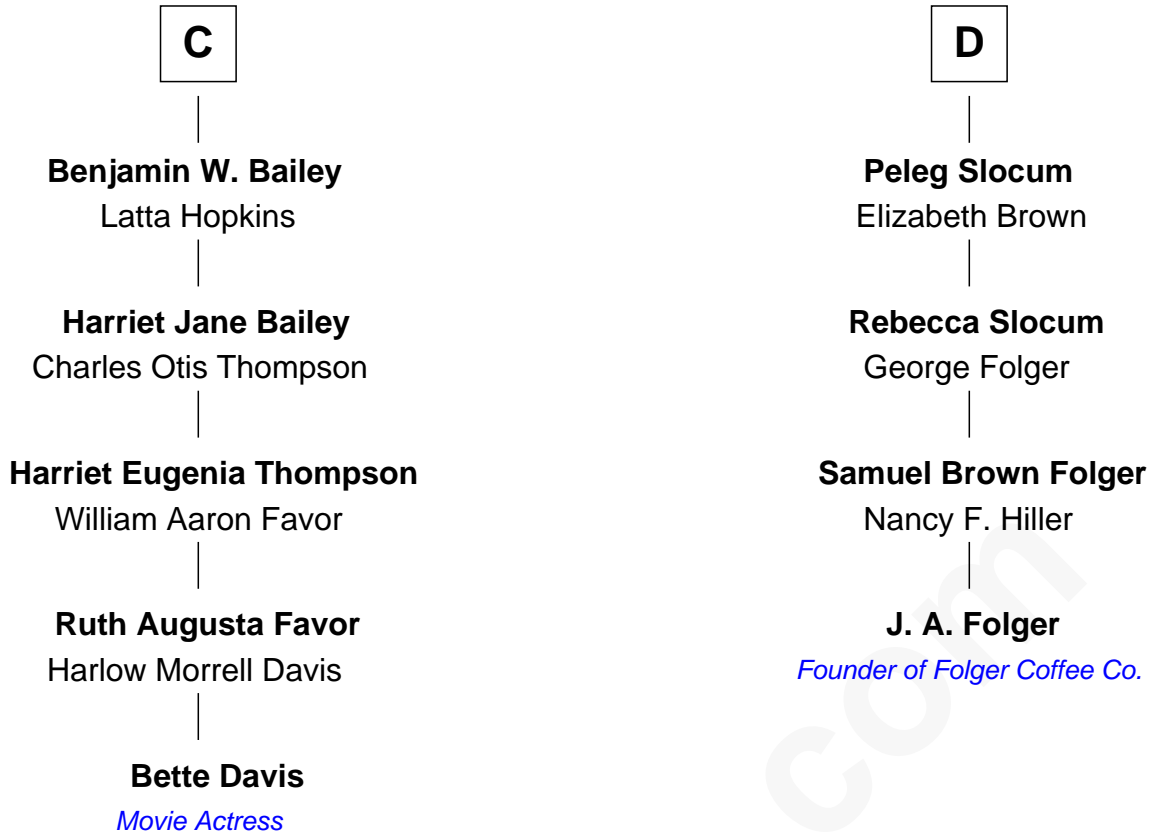 C
Benjamin W. Bailey
Latta Hopkins
Harriet Jane Bailey
Charles Otis Thompson
Harriet Eugenia Thompson
William Aaron Favor
Ruth Augusta Favor
Harlow Morrell Davis
Bette Davis
Movie Actress
D
Peleg Slocum
Elizabeth Brown
Rebecca Slocum
George Folger
Samuel Brown Folger
Nancy F. Hiller
J. A. Folger
Founder of Folger Coffee Co.
com